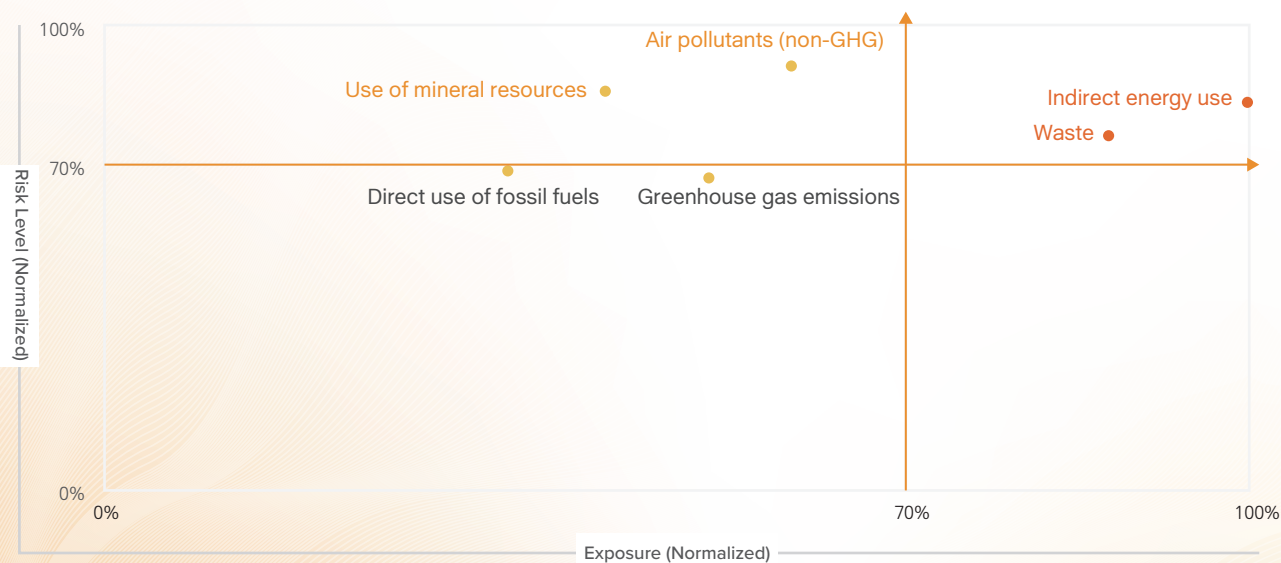 100%
Air pollutants (non-GHG)
Use of mineral resources
Indirect energy use
Waste
70%
Direct use of fossil fuels
Greenhouse gas emissions
Risk Level (Normalized)
0%
0%
70%
100%
Exposure (Normalized)